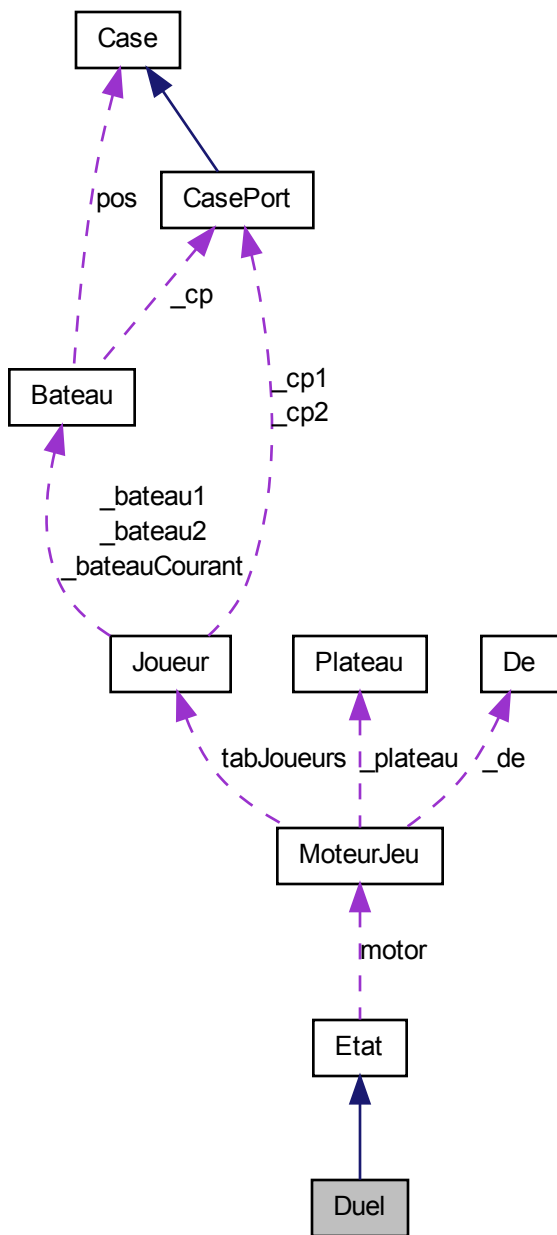 Case
pos
CasePort
_cp
Bateau
_cp1
_cp2
_bateau1
_bateau2
_bateauCourant
Joueur
Plateau
De
tabJoueurs
_plateau
_de
MoteurJeu
motor
Etat
Duel